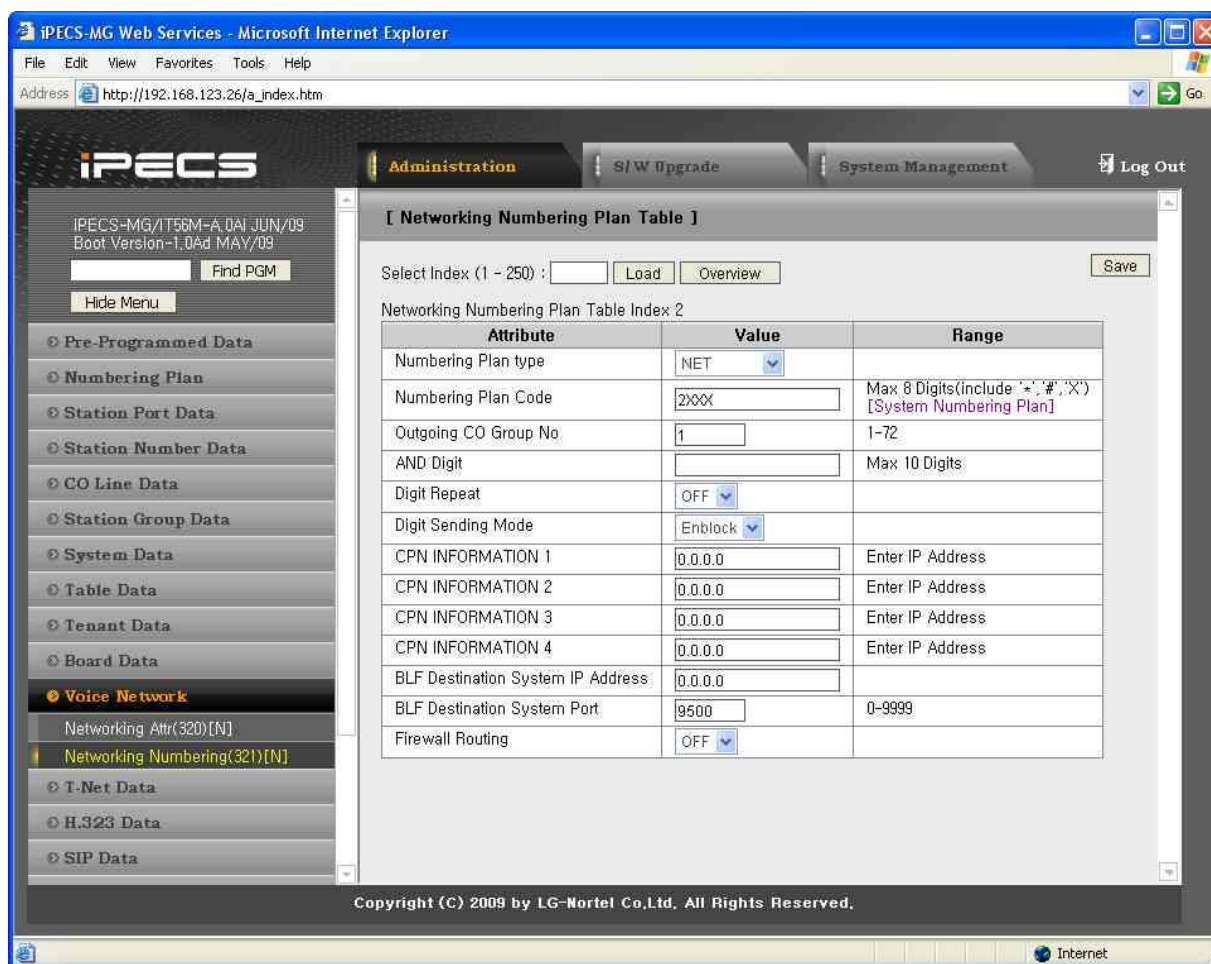 iPECS-MG Web Services - Microsoft Internet Explorer
File Edit View Favorites Tools Help
Address http://192.168.123.26/a_index.htm Go
iPECS
Administration S/W Upgrade System Management Log Out
IPECS-MG/IT56M-A.0Ai JUN/09
Boot Version-1.0Ad MAY/09
Find PGM
Hide Menu
Pre-Programmed Data
Numbering Plan
Station Port Data
Station Number Data
CO Line Data
Station Group Data
System Data
Table Data
Tenant Data
Board Data
Voice Network
Networking Attr(320)[N]
Networking Numbering(321)[N]
T-Net Data
H.323 Data
SIP Data
[ Networking Numbering Plan Table ]
Select Index (1 - 250) : Load Overview Save
Networking Numbering Plan Table Index 2
Attribute Value Range
Numbering Plan type NET
Numbering Plan Code 2XXX Max 8 Digits(include '*','#','X')
[System Numbering Plan]
Outgoing CO Group No 1 1-72
AND Digit Max 10 Digits
Digit Repeat OFF
Digit Sending Mode Enblock
CPN INFORMATION 1 0.0.0.0 Enter IP Address
CPN INFORMATION 2 0.0.0.0 Enter IP Address
CPN INFORMATION 3 0.0.0.0 Enter IP Address
CPN INFORMATION 4 0.0.0.0 Enter IP Address
BLF Destination System IP Address 0.0.0.0
BLF Destination System Port 9500 0-9999
Firewall Routing OFF
Copyright (C) 2009 by LG-Nortel Co,Ltd, All Rights Reserved.
Internet